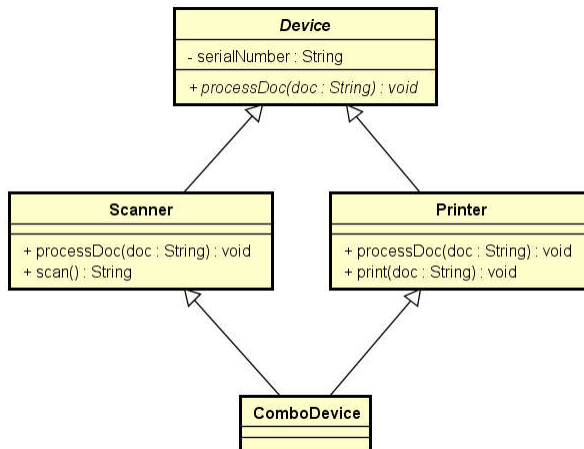 Device
- serialNumber : String
+ processDoc(doc : String) : void
Scanner
+ processDoc(doc : String) : void
+ scan() : String
Printer
+ processDoc(doc : String) : void
+ print(doc : String) : void
ComboDevice